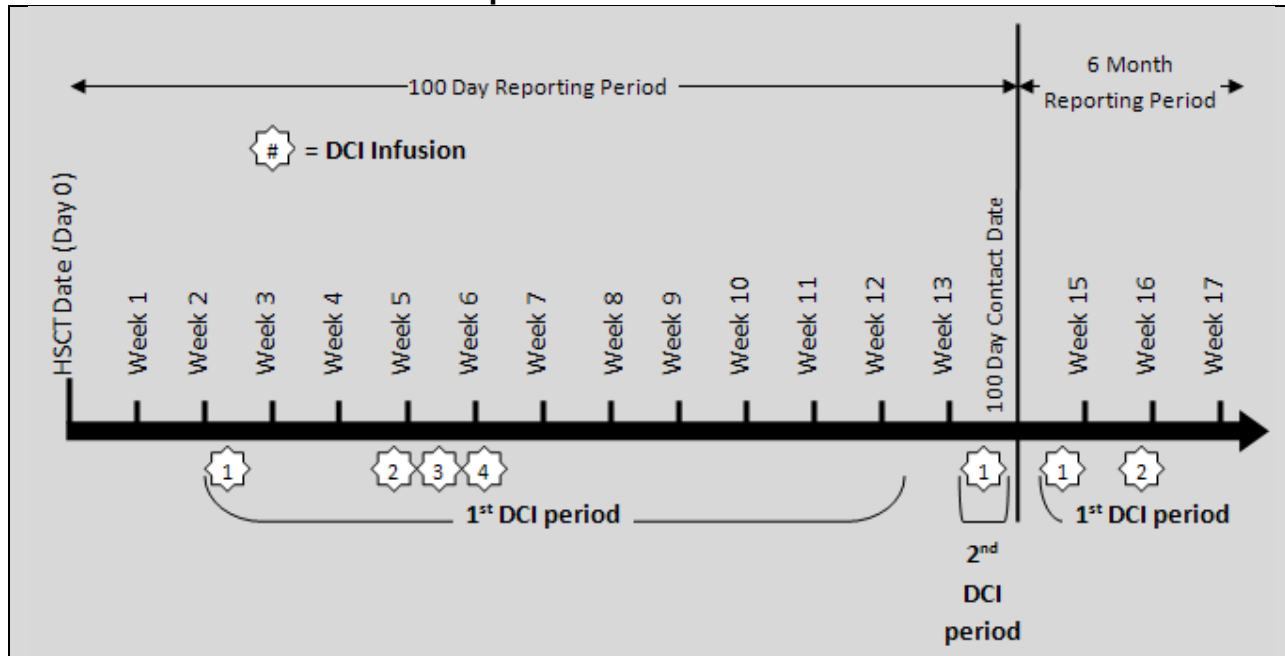 100 Day Reporting Period
6 Month
Reporting Period
# = DCI Infusion
HSCT Date (Day 0)
Week 1
Week 2
Week 3
Week 4
Week 5
Week 6
Week 7
Week 8
Week 9
Week 10
Week 11
Week 12
Week 13
100 Day Contact Date
Week 15
Week 16
Week 17
1 2 3 4 1 1 2
1st DCI period
1st DCI period
2nd
DCI
period